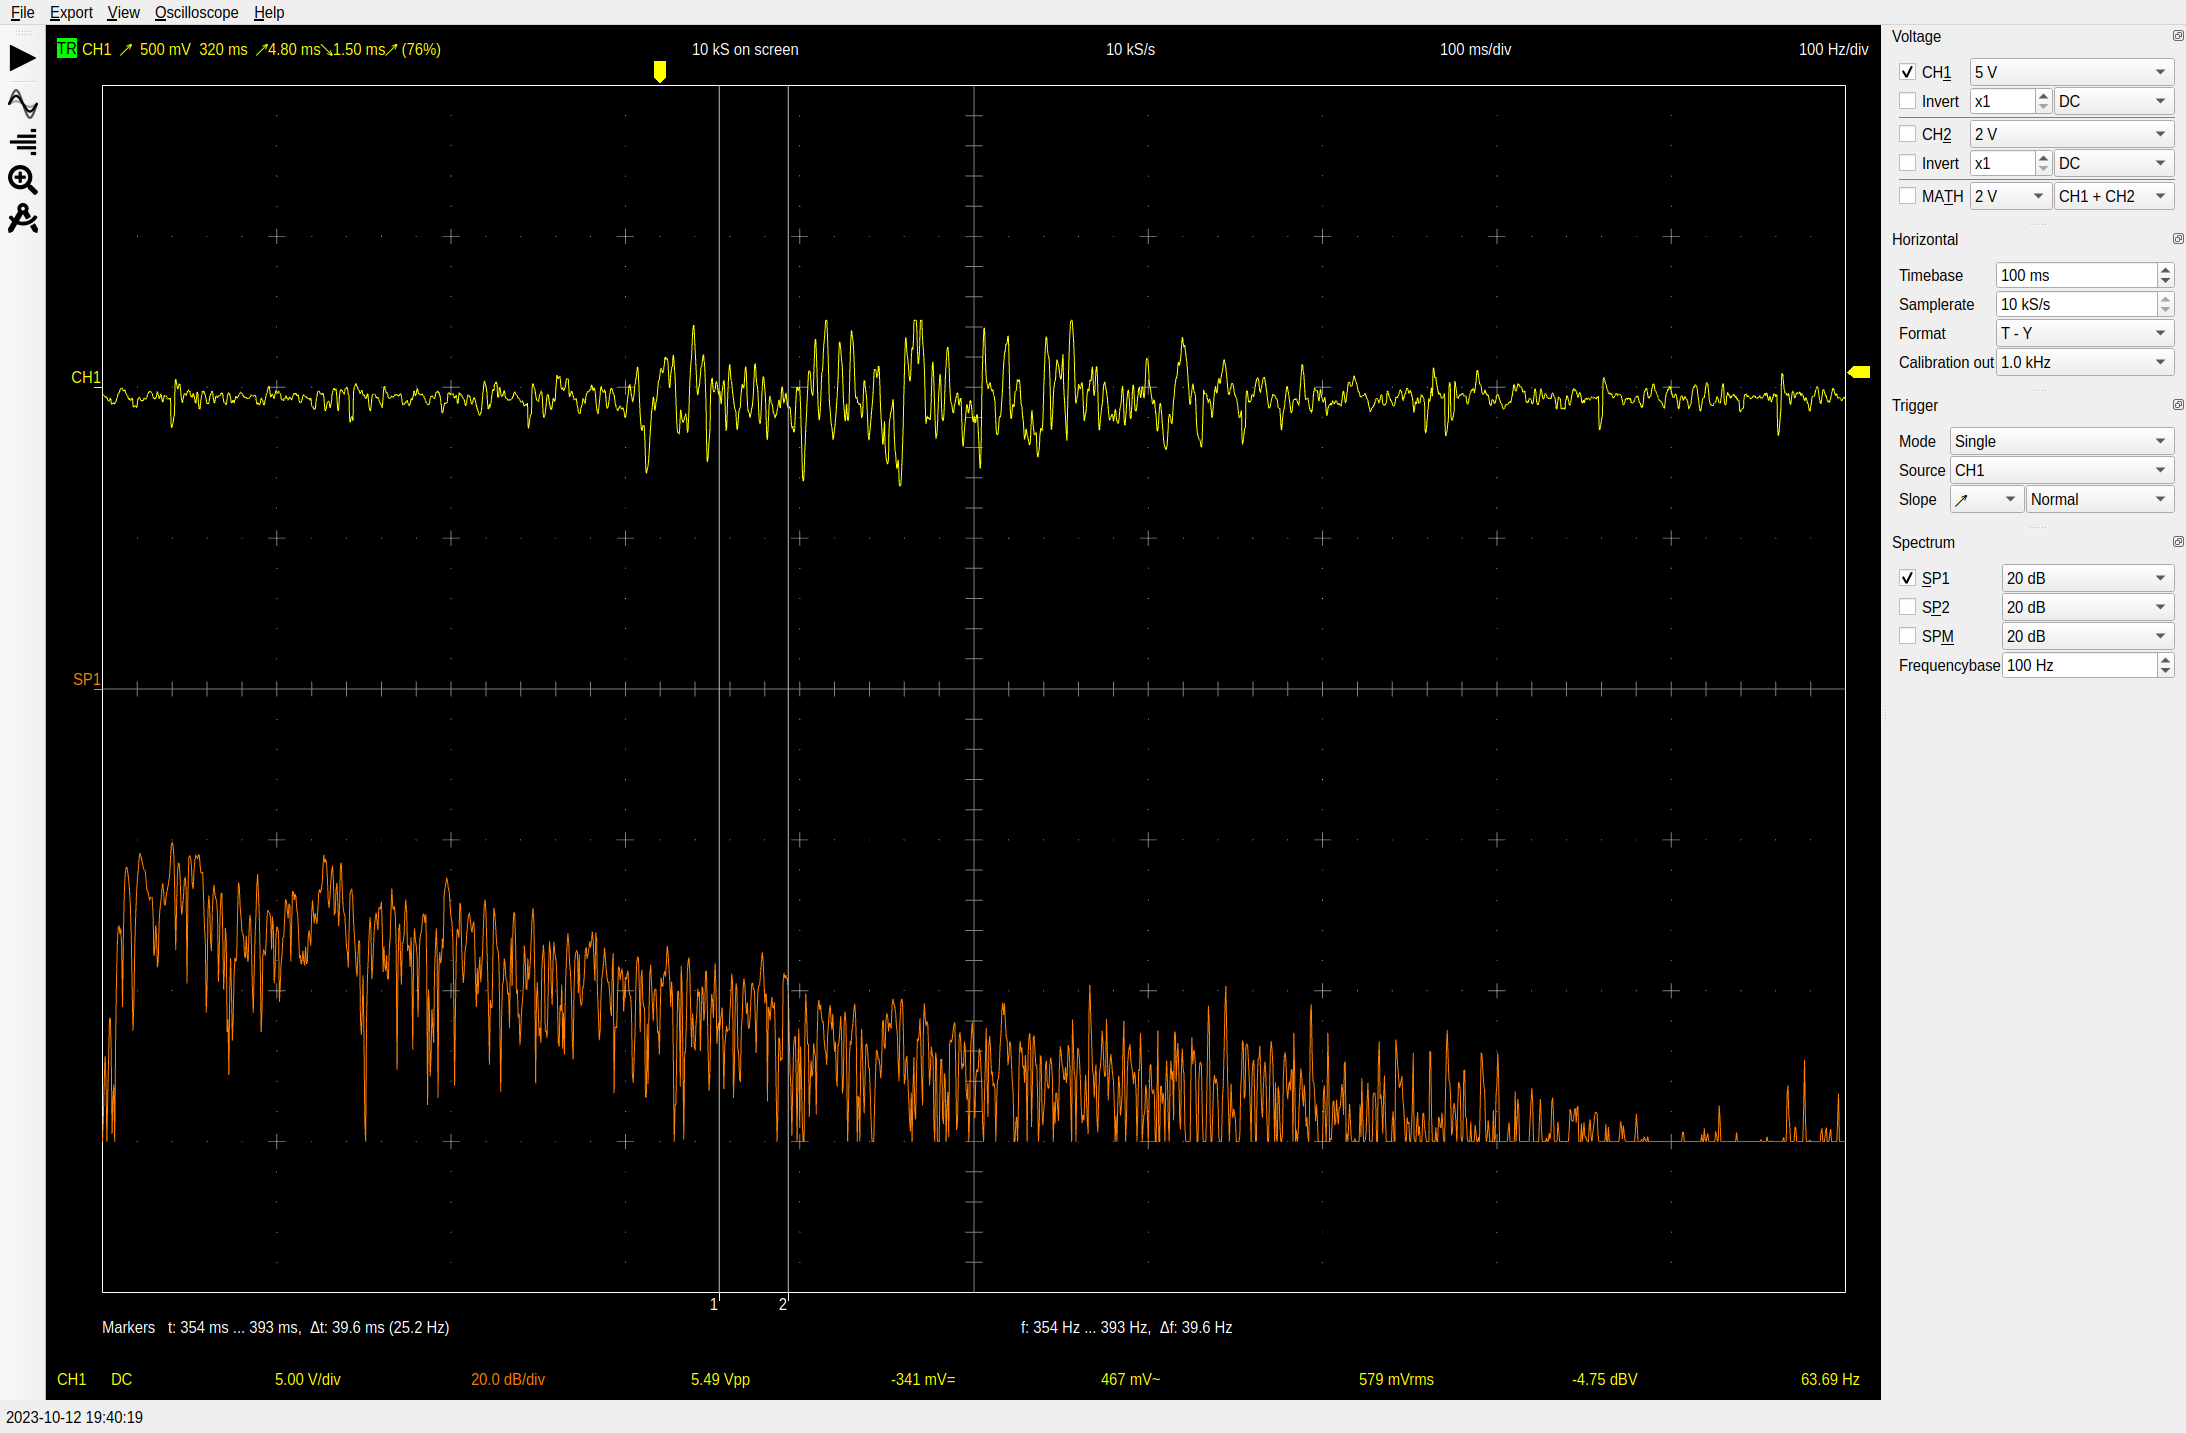 File Export View Oscilloscope Help
TR CH1 ↗ 500 mV 320 ms ↗4.80 ms↘1.50 ms↗ (76%) 10 kS on screen 10 kS/s 100 ms/div 100 Hz/div
CH1
SP1
1 2
Markers t: 354 ms ... 393 ms, Δt: 39.6 ms (25.2 Hz) f: 354 Hz ... 393 Hz, Δf: 39.6 Hz
CH1 DC 5.00 V/div 20.0 dB/div 5.49 Vpp -341 mV= 467 mV~ 579 mVrms -4.75 dBV 63.69 Hz
2023-10-12 19:40:19
Voltage
CH1 5 V
Invert x1 DC
CH2 2 V
Invert x1 DC
MATH 2 V CH1 + CH2
Horizontal
Timebase 100 ms
Samplerate 10 kS/s
Format T - Y
Calibration out 1.0 kHz
Trigger
Mode Single
Source CH1
Slope ↗ Normal
Spectrum
SP1 20 dB
SP2 20 dB
SPM 20 dB
Frequencybase 100 Hz